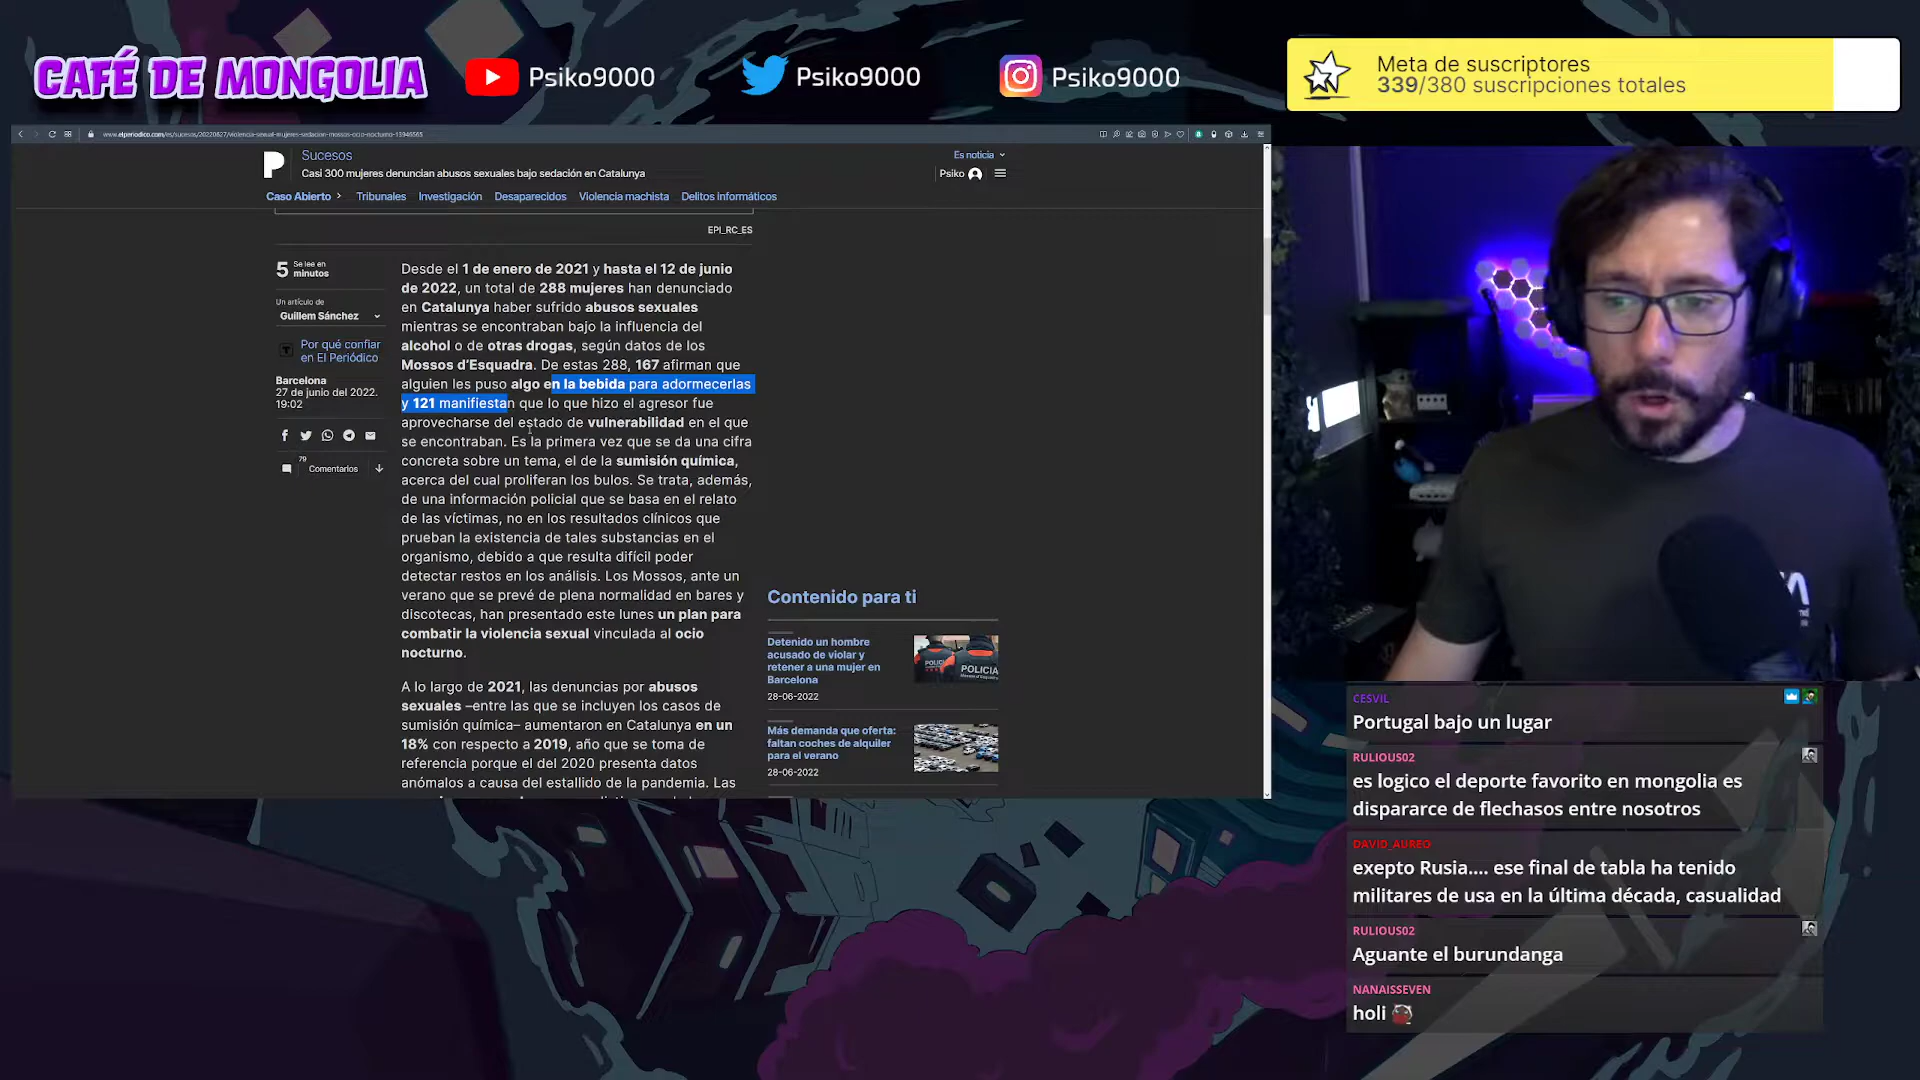 CAFÉ DE MONGOLIA
Psiko9000
Psiko9000
Psiko9000
Meta de suscriptores
339/380 suscripciones totales
www.elperiodico.com/es/sucesos/20220627/violencia-sexual-mujeres-sedacion-mossos-ocio-nocturno-13946565
Sucesos
Casi 300 mujeres denuncian abusos sexuales bajo sedación en Catalunya
Es noticia
Psiko
Caso Abierto
Tribunales
Investigación
Desaparecidos
Violencia machista
Delitos informáticos
EPI_RC_ES
5 Se lee en
minutos
Un artículo de
Guillem Sánchez
Por qué confiar
en El Periódico
Barcelona
27 de junio del 2022.
19:02
79
Comentarios
Desde el 1 de enero de 2021 y hasta el 12 de junio
de 2022, un total de 288 mujeres han denunciado
en Catalunya haber sufrido abusos sexuales
mientras se encontraban bajo la influencia del
alcohol o de otras drogas, según datos de los
Mossos d’Esquadra. De estas 288, 167 afirman que
alguien les puso algo en la bebida para adormecerlas
y 121 manifiestan que lo que hizo el agresor fue
aprovecharse del estado de vulnerabilidad en el que
se encontraban. Es la primera vez que se da una cifra
concreta sobre un tema, el de la sumisión química,
acerca del cual proliferan los bulos. Se trata, además,
de una información policial que se basa en el relato
de las víctimas, no en los resultados clínicos que
prueban la existencia de tales substancias en el
organismo, debido a que resulta difícil poder
detectar restos en los análisis. Los Mossos, ante un
verano que se prevé de plena normalidad en bares y
discotecas, han presentado este lunes un plan para
combatir la violencia sexual vinculada al ocio
nocturno.
A lo largo de 2021, las denuncias por abusos
sexuales –entre las que se incluyen los casos de
sumisión química– aumentaron en Catalunya en un
18% con respecto a 2019, año que se toma de
referencia porque el del 2020 presenta datos
anómalos a causa del estallido de la pandemia. Las
Contenido para ti
Detenido un hombre
acusado de violar y
retener a una mujer en
Barcelona
28-06-2022
POLICIA
Más demanda que oferta:
faltan coches de alquiler
para el verano
28-06-2022
CESVIL
Portugal bajo un lugar
RULIOUS02
es logico el deporte favorito en mongolia es
dispararce de flechasos entre nosotros
DAVID_AUREO
exepto Rusia.... ese final de tabla ha tenido
militares de usa en la última década, casualidad
RULIOUS02
Aguante el burundanga
NANAISSEVEN
holi